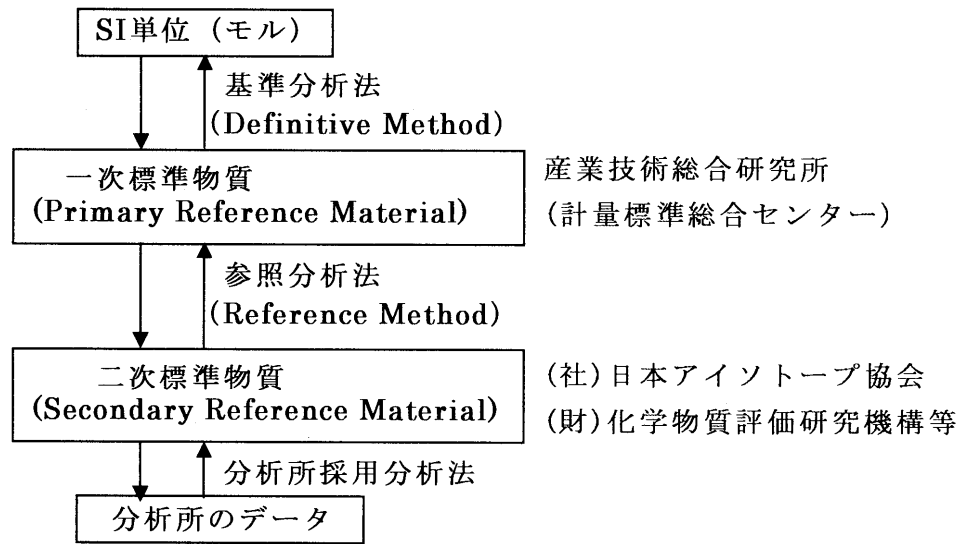 SI単位（モル）
基準分析法
(Definitive Method)
一次標準物質
(Primary Reference Material)
産業技術総合研究所
(計量標準総合センター)
参照分析法
(Reference Method)
二次標準物質
(Secondary Reference Material)
(社)日本アイソトープ協会
(財)化学物質評価研究機構等
分析所採用分析法
分析所のデータ